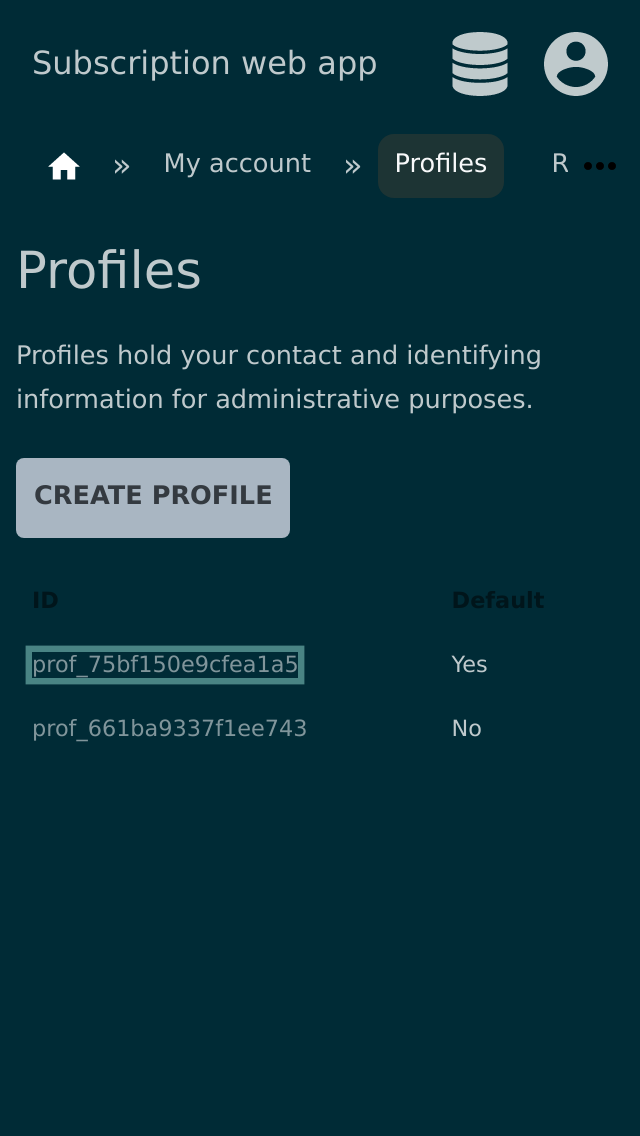 Subscription web app
» My account » Profiles R •••
Profiles
Profiles hold your contact and identifying
information for administrative purposes.
CREATE PROFILE
ID Default
prof_75bf150e9cfea1a5 Yes
prof_661ba9337f1ee743 No